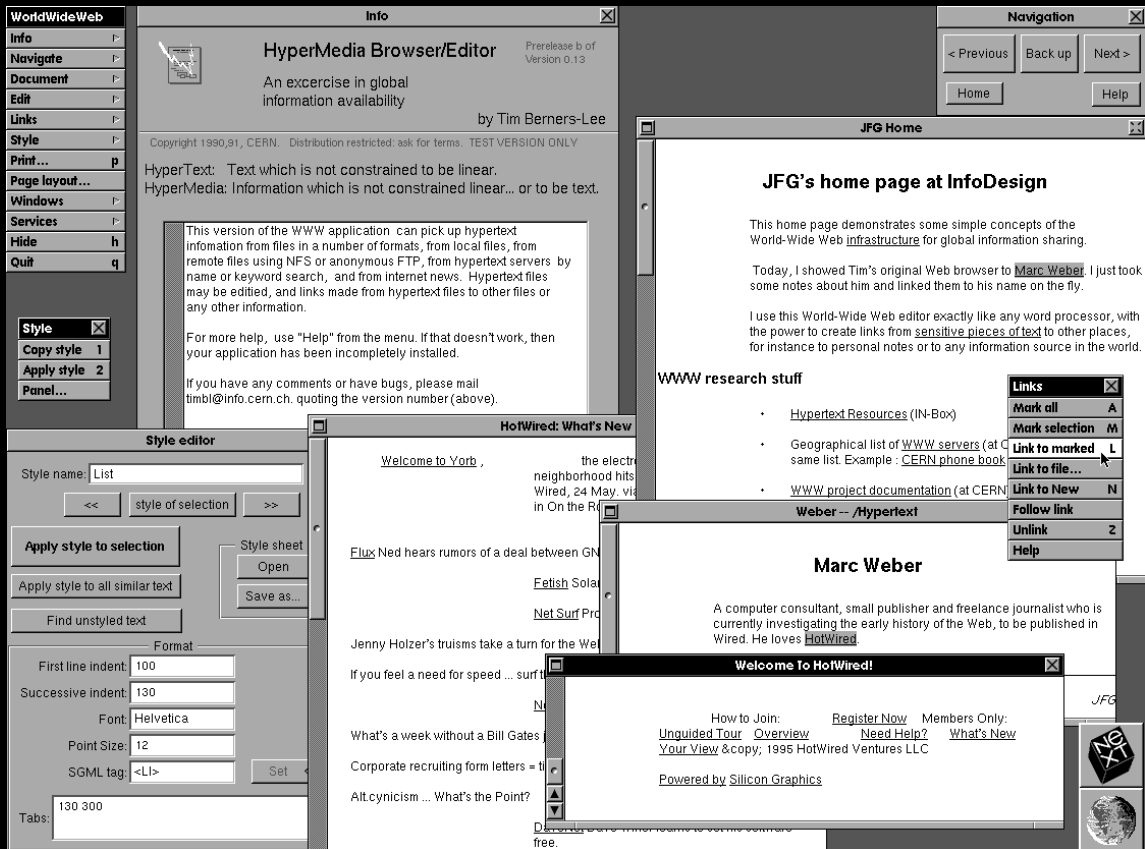 WorldWideWeb
Info
Navigate
Document
Edit
Links
Style
Print... p
Page layout...
Windows
Services
Hide h
Quit q
Style
Copy style 1
Apply style 2
Panel...
Info
HyperMedia Browser/Editor
Prerelease b of
Version 0.13
An excercise in global
information availability
by Tim Berners-Lee
Copyright 1990,91, CERN. Distribution restricted: ask for terms. TEST VERSION ONLY
HyperText: Text which is not constrained to be linear.
HyperMedia: Information which is not constrained linear... or to be text.
This version of the WWW application can pick up hypertext
infomation from files in a number of formats, from local files, from
remote files using NFS or anonymous FTP, from hypertext servers by
name or keyword search, and from internet news. Hypertext files
may be editied, and links made from hypertext files to other files or
any other information.
For more help, use "Help" from the menu. If that doesn't work, then
your application has been incompletely installed.
If you have any comments or have bugs, please mail
timbl@info.cern.ch. quoting the version number (above).
Navigation
< Previous Back up Next >
Home Help
JFG Home
JFG's home page at InfoDesign
This home page demonstrates some simple concepts of the
World-Wide Web infrastructure for global information sharing.
Today, I showed Tim's original Web browser to Marc Weber. I just took
some notes about him and linked them to his name on the fly.
I use this World-Wide Web editor exactly like any word processor, with
the power to create links from sensitive pieces of text to other places,
for instance to personal notes or to any information source in the world.
WWW research stuff
• Hypertext Resources (IN-Box)
• Geographical list of WWW servers (at C
same list. Example : CERN phone book
• WWW project documentation (at CERN
Links
Mark all A
Mark selection M
Link to marked L
Link to file...
Link to New N
Follow link
Unlink Z
Help
Style editor
Style name: List
<< style of selection >>
Apply style to selection
Apply style to all similar text
Find unstyled text
Style sheet
Open
Save as...
Format
First line indent: 100
Successive indent: 130
Font: Helvetica
Point Size: 12
SGML tag: <LI>
Set
Tabs: 130 300
HotWired: What's New
Welcome to Yorb , the electr
neighborhood hits
Wired, 24 May. via
in On the Ro
Flux Ned hears rumors of a deal between GN
Fetish Sola
Net Surf Pro
Jenny Holzer's truisms take a turn for the We
If you feel a need for speed ... surf t
Ne
What's a week without a Bill Gates j
Corporate recruiting form letters = ti
Alt.cynicism ... What's the Point?
free.
Weber -- /Hypertext
Marc Weber
A computer consultant, small publisher and freelance journalist who is
currently investigating the early history of the Web, to be published in
Wired. He loves HotWired.
JFG
Welcome To HotWired!
How to Join: Register Now Members Only:
Unguided Tour Overview Need Help? What's New
Your View &copy; 1995 HotWired Ventures LLC
Powered by Silicon Graphics
NeXT